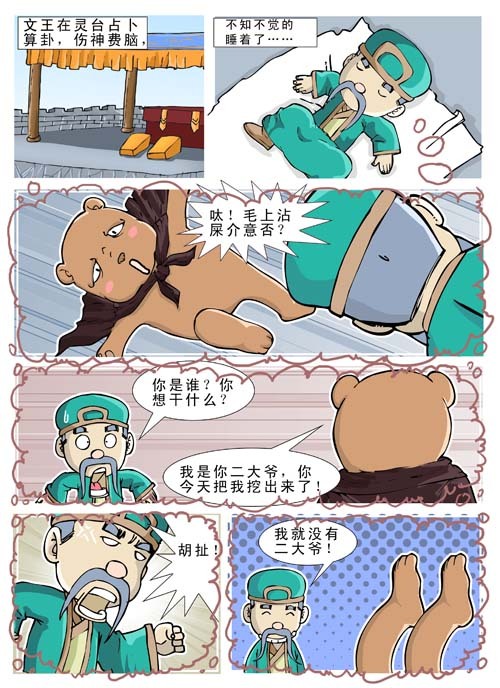 文王在灵台占卜
算卦，伤神费脑，
不知不觉的
睡着了……
呔！毛上沾
屎介意否？
你是谁？你
想干什么？
我是你二大爷，你
今天把我挖出来了！
胡扯！
我就没有
二大爷！